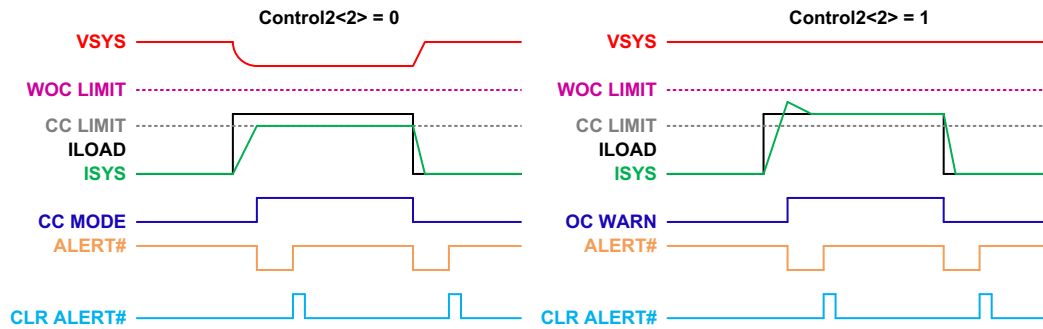 Control2<2> = 0
VSYS
WOC LIMIT
CC LIMIT
ILOAD
ISYS
CC MODE
ALERT#
CLR ALERT#
Control2<2> = 1
VSYS
WOC LIMIT
CC LIMIT
ILOAD
ISYS
OC WARN
ALERT#
CLR ALERT#